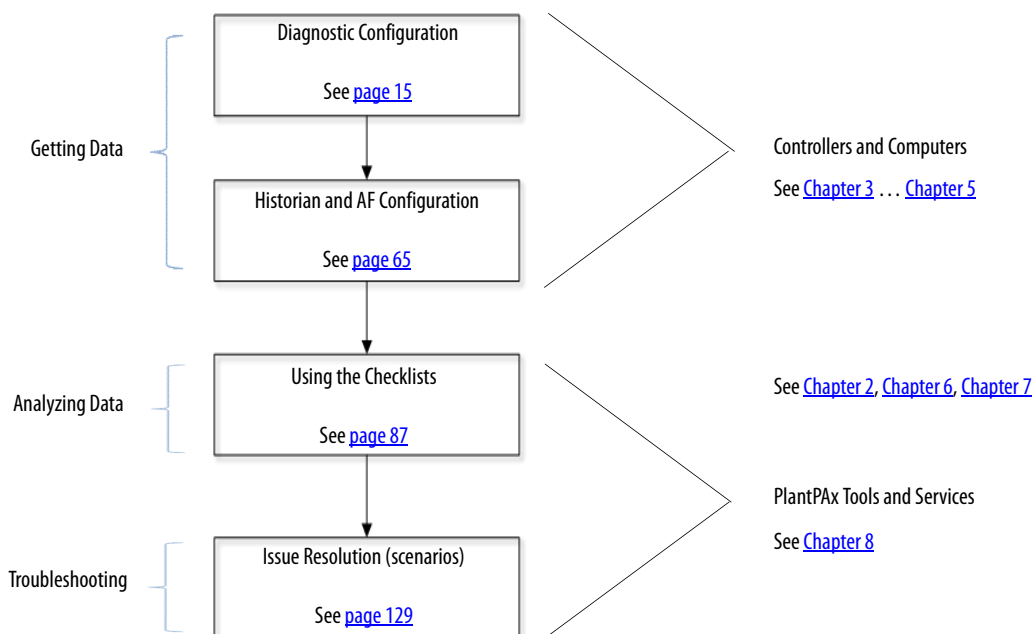 Diagnostic Configuration
See page 15
Getting Data
Controllers and Computers
See Chapter 3 ... Chapter 5
Historian and AF Configuration
See page 65
Using the Checklists
See page 87
Analyzing Data
See Chapter 2, Chapter 6, Chapter 7
PlantPAx Tools and Services
See Chapter 8
Issue Resolution (scenarios)
See page 129
Troubleshooting